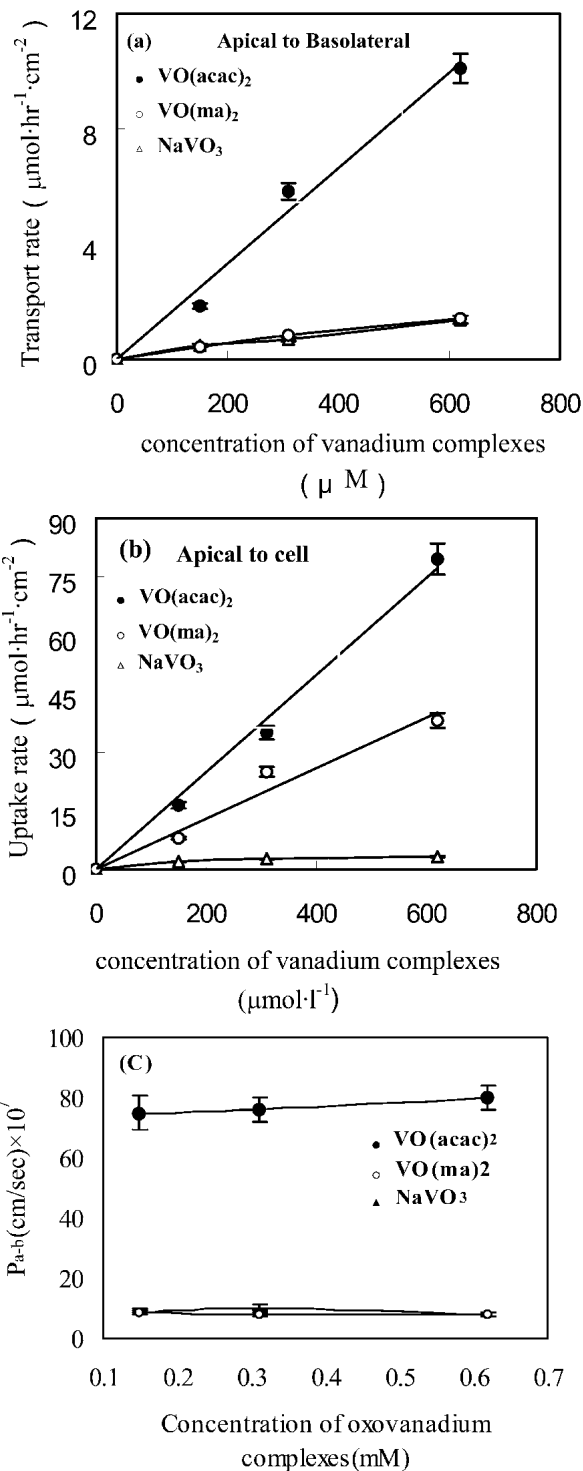 (a) Apical to Basolateral
VO(acac)₂
VO(ma)₂
NaVO₃
Transport rate ( μmol·hr⁻¹·cm⁻²)
12
8
4
0
0 200 400 600 800
concentration of vanadium complexes
( μ M )
(b) Apical to cell
VO(acac)₂
VO(ma)₂
NaVO₃
Uptake rate ( μmol·hr⁻¹·cm⁻²)
90
75
60
45
30
15
0
0 200 400 600 800
concentration of vanadium complexes
(μmol·l⁻¹)
(C)
VO(acac)2
VO(ma)2
NaVO3
Pa-b(cm/sec)×10⁷
100
80
60
40
20
0
0.1 0.2 0.3 0.4 0.5 0.6 0.7
Concentration of oxovanadium
complexes(mM)